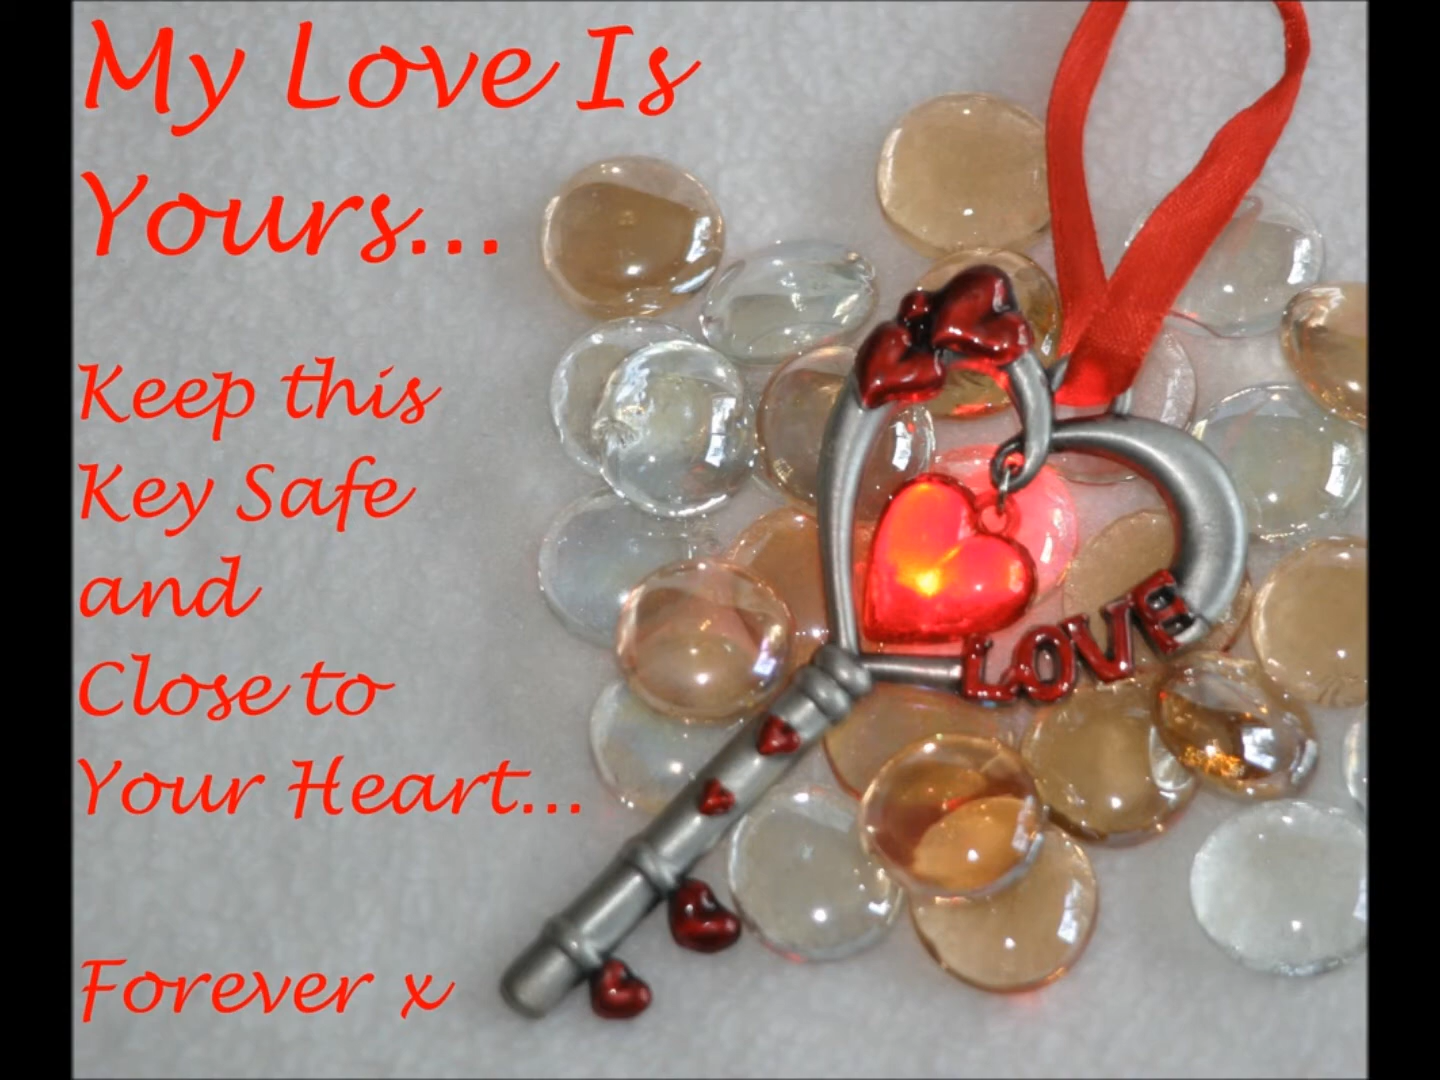 My Love Is
Yours...
Keep this
Key Safe
and
Close to
Your Heart...
Forever x
LOVE